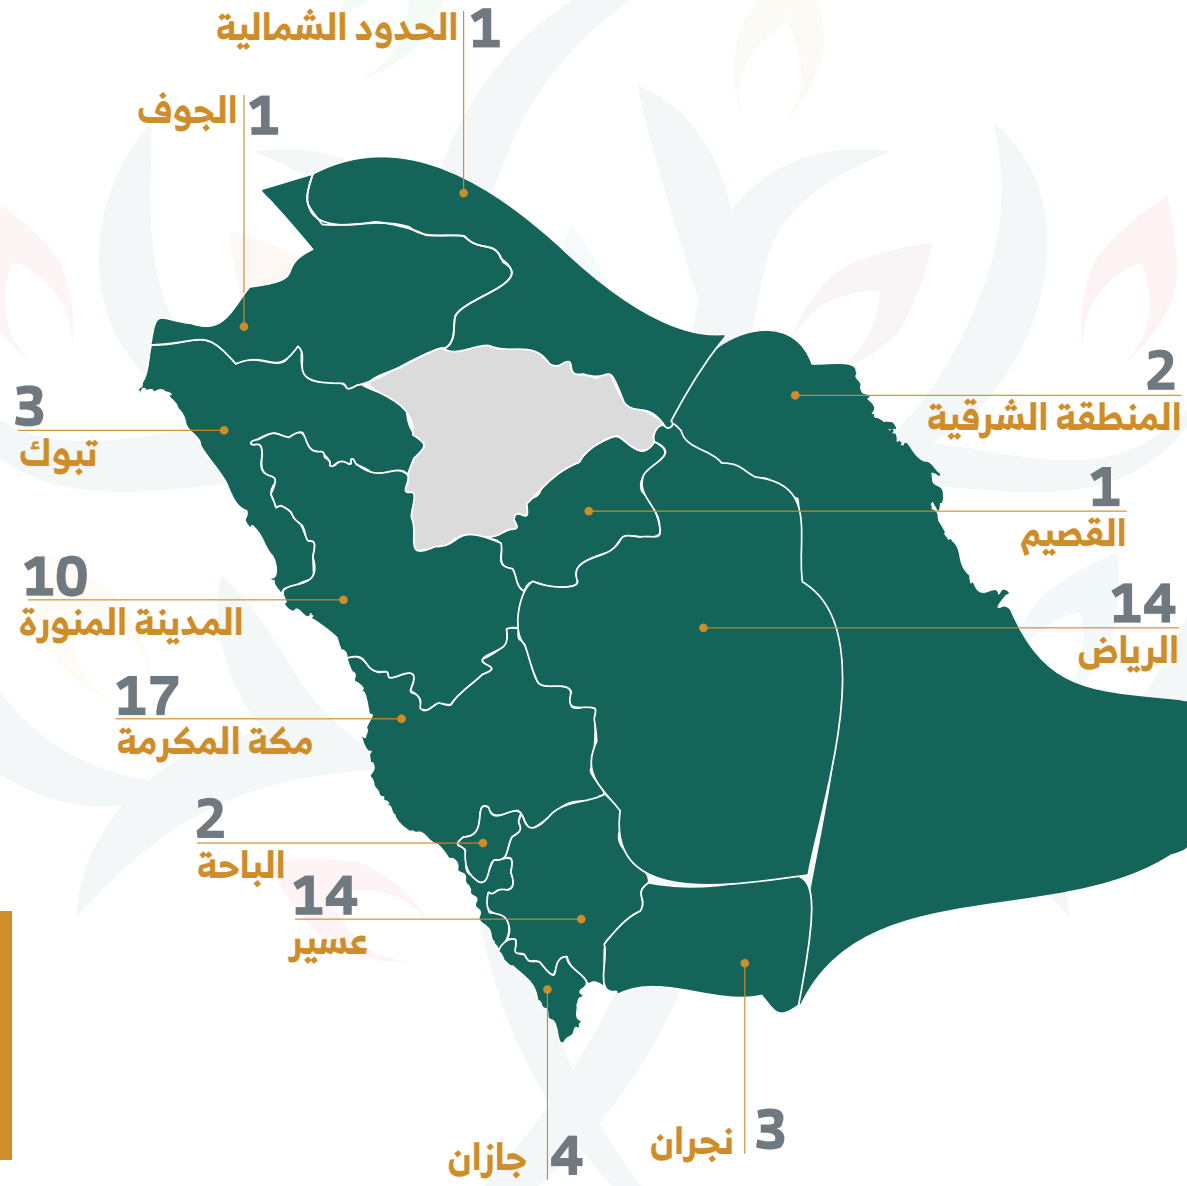 1
الحدود الشمالية
1
الجوف
2
المنطقة الشرقية
3
تبوك
1
القصيم
10
المدينة المنورة
14
الرياض
17
مكة المكرمة
2
الباحة
14
عسير
3
نجران
4
جازان